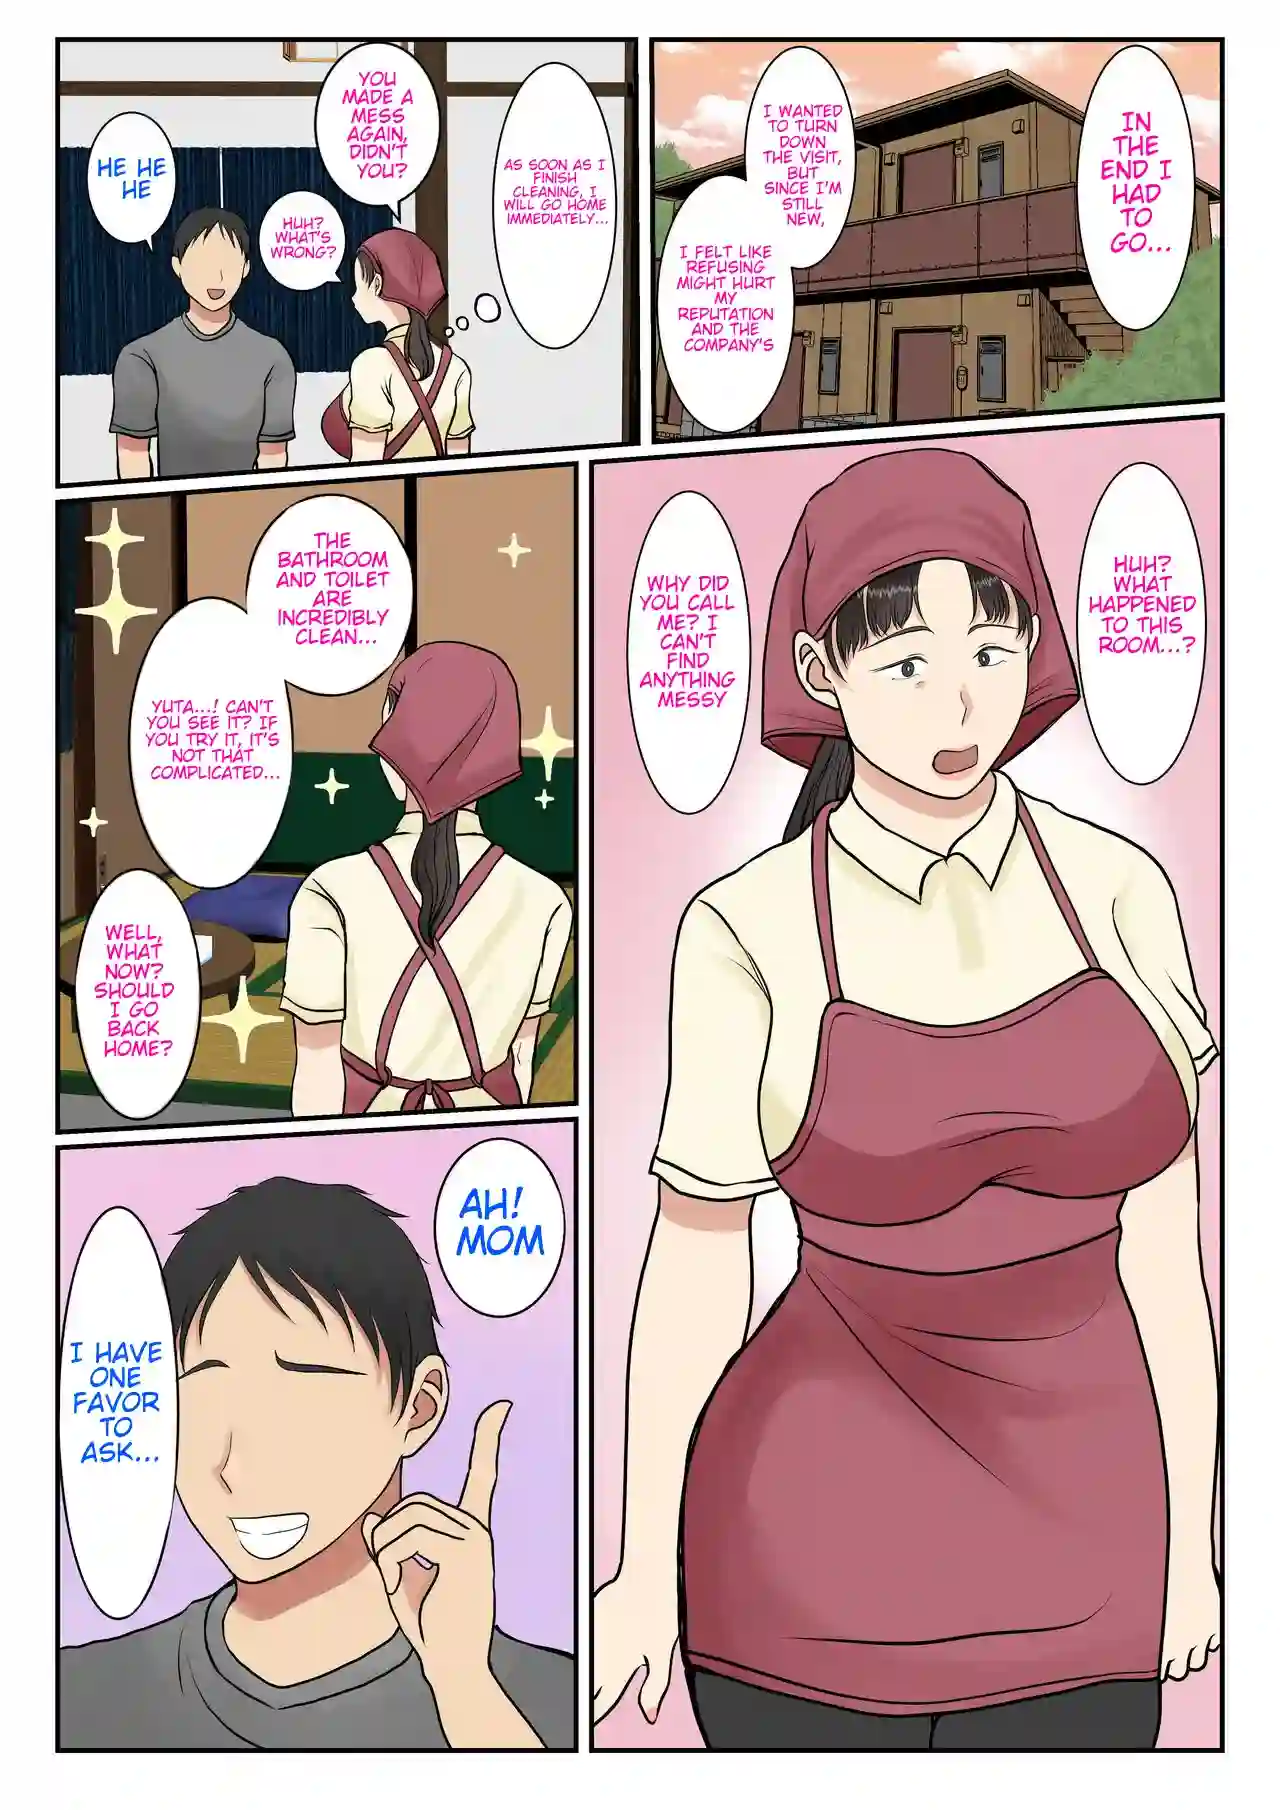 IN
THE
END I
HAD
TO
GO...
I WANTED
TO TURN
DOWN
THE VISIT,
BUT
SINCE I'M
STILL
NEW,
I FELT LIKE
REFUSING
MIGHT HURT
MY
REPUTATION
AND THE
COMPANY'S
AS SOON AS I
FINISH
CLEANING, I
WILL GO HOME
IMMEDIATELY...
YOU
MADE A
MESS
AGAIN,
DIDN'T
YOU?
HUH?
WHAT'S
WRONG?
HE HE
HE
HUH?
WHAT
HAPPENED
TO THIS
ROOM...?
WHY DID
YOU CALL
ME? I
CAN'T
FIND
ANYTHING
MESSY
THE
BATHROOM
AND TOILET
ARE
INCREDIBLY
CLEAN...
YUTA...! CAN'T
YOU SEE IT? IF
YOU TRY IT, IT'S
NOT THAT
COMPLICATED...
WELL,
WHAT
NOW?
SHOULD
I GO
BACK
HOME?
AH!
MOM
I HAVE
ONE
FAVOR
TO
ASK...